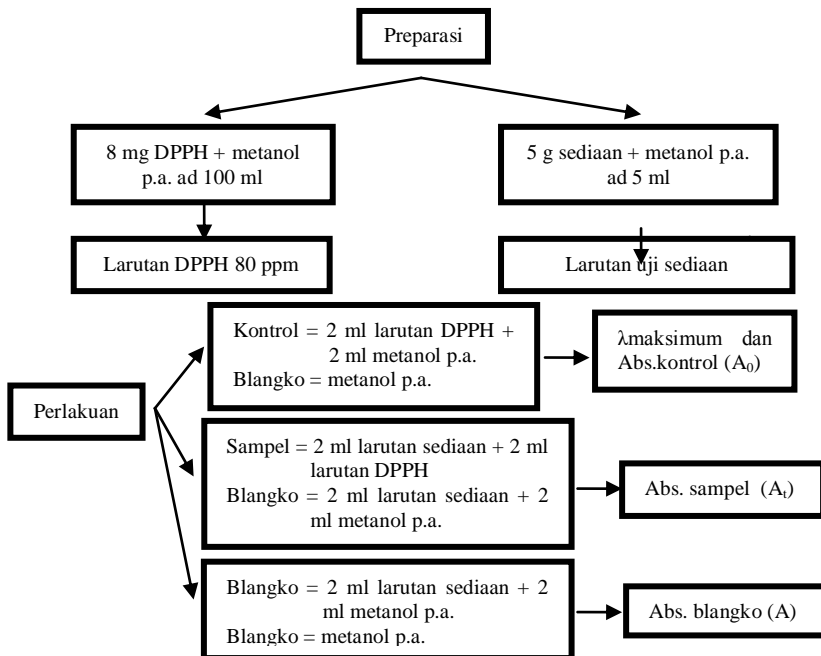 Preparasi
8 mg DPPH + metanol
p.a. ad 100 ml
5 g sediaan + metanol p.a.
ad 5 ml
Larutan DPPH 80 ppm
Larutan uji sediaan
Kontrol = 2 ml larutan DPPH +
2 ml metanol p.a.
Blangko = metanol p.a.
λmaksimum dan
Abs.kontrol (A₀)
Perlakuan
Sampel = 2 ml larutan sediaan + 2 ml
larutan DPPH
Blangko = 2 ml larutan sediaan + 2
ml metanol p.a.
Abs. sampel (Aₜ)
Blangko = 2 ml larutan sediaan + 2
ml metanol p.a.
Blangko = metanol p.a.
Abs. blangko (A)